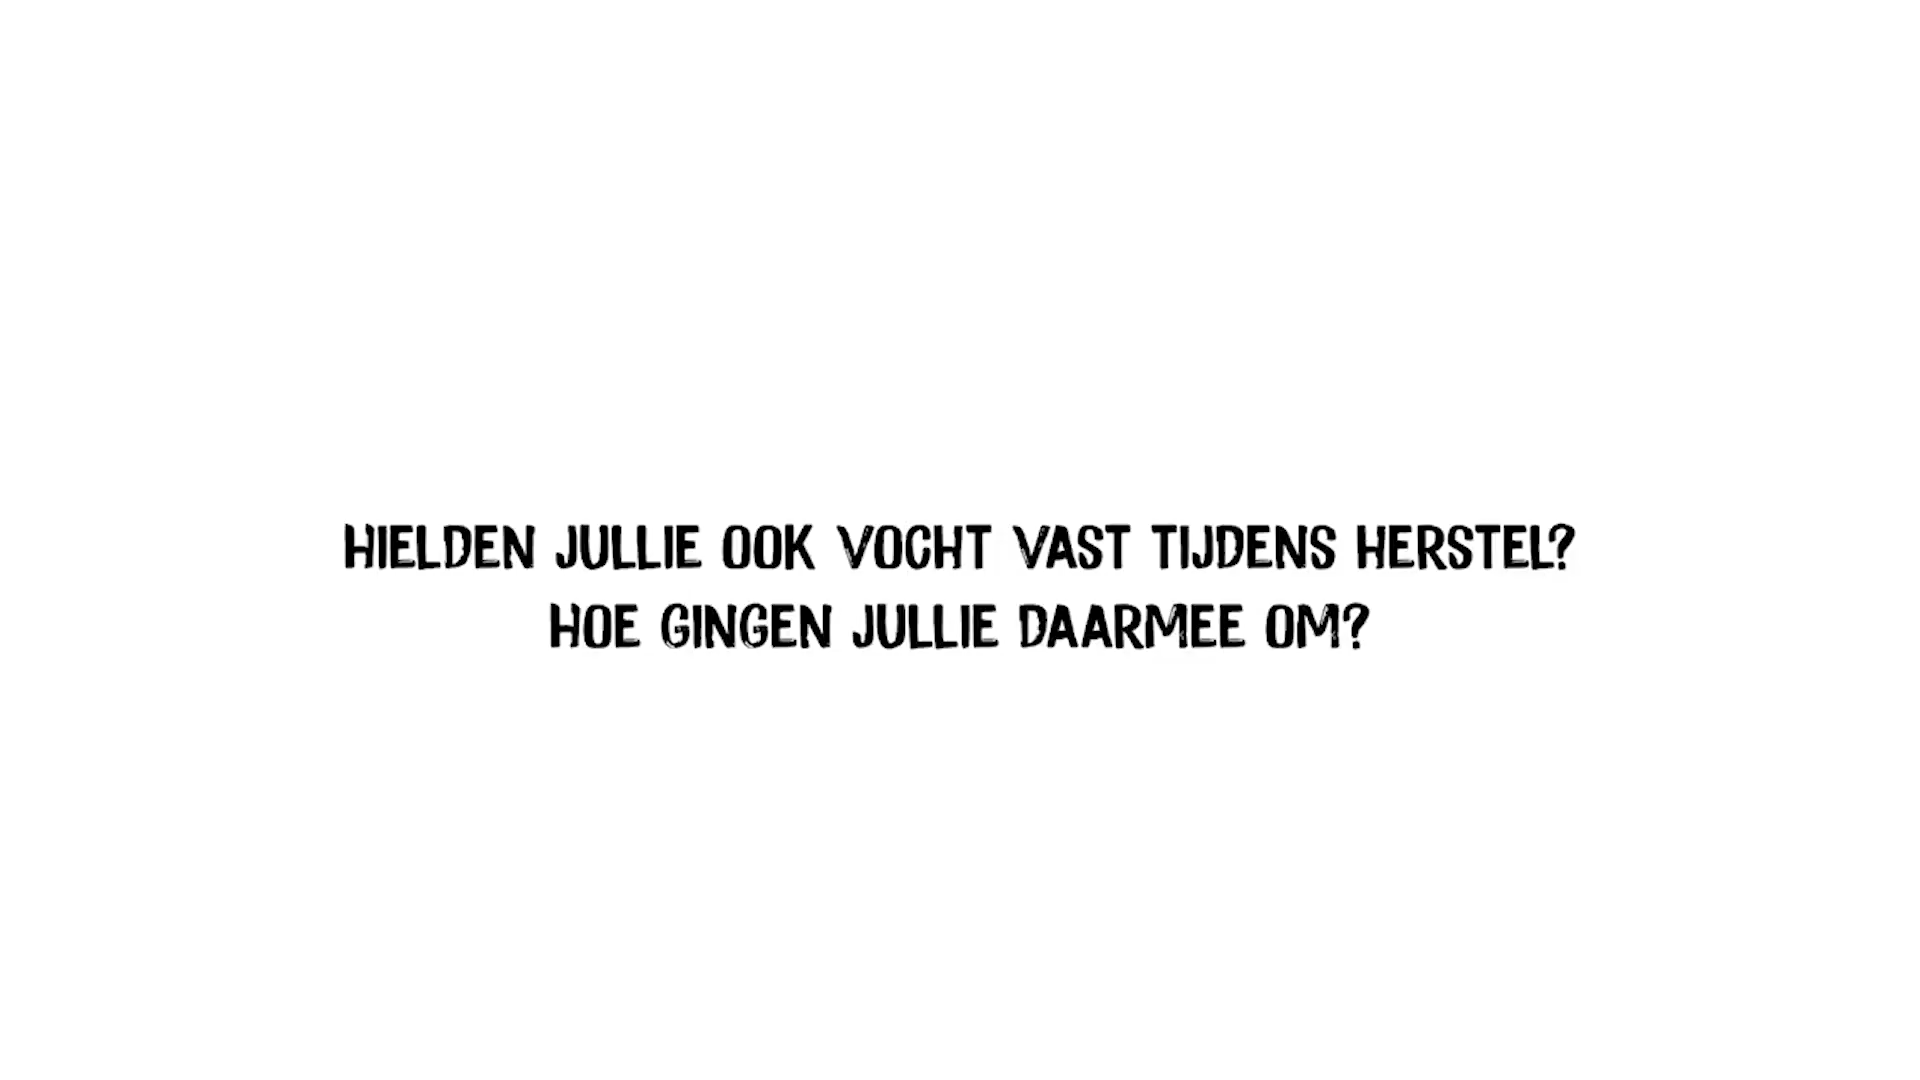 HIELDEN JULLIE OOK VOCHT VAST TIJDENS HERSTEL?
HOE GINGEN JULLIE DAARMEE OM?